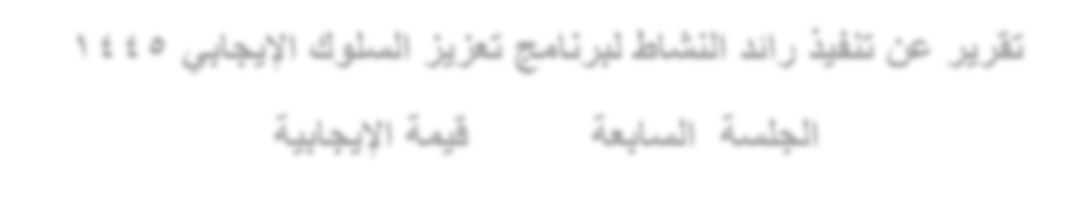 تقرير عن تنفيذ رائد النشاط لبرنامج تعزيز السلوك الإيجابي ١٤٤٥
الجلسة السابعة قيمة الإيجابية